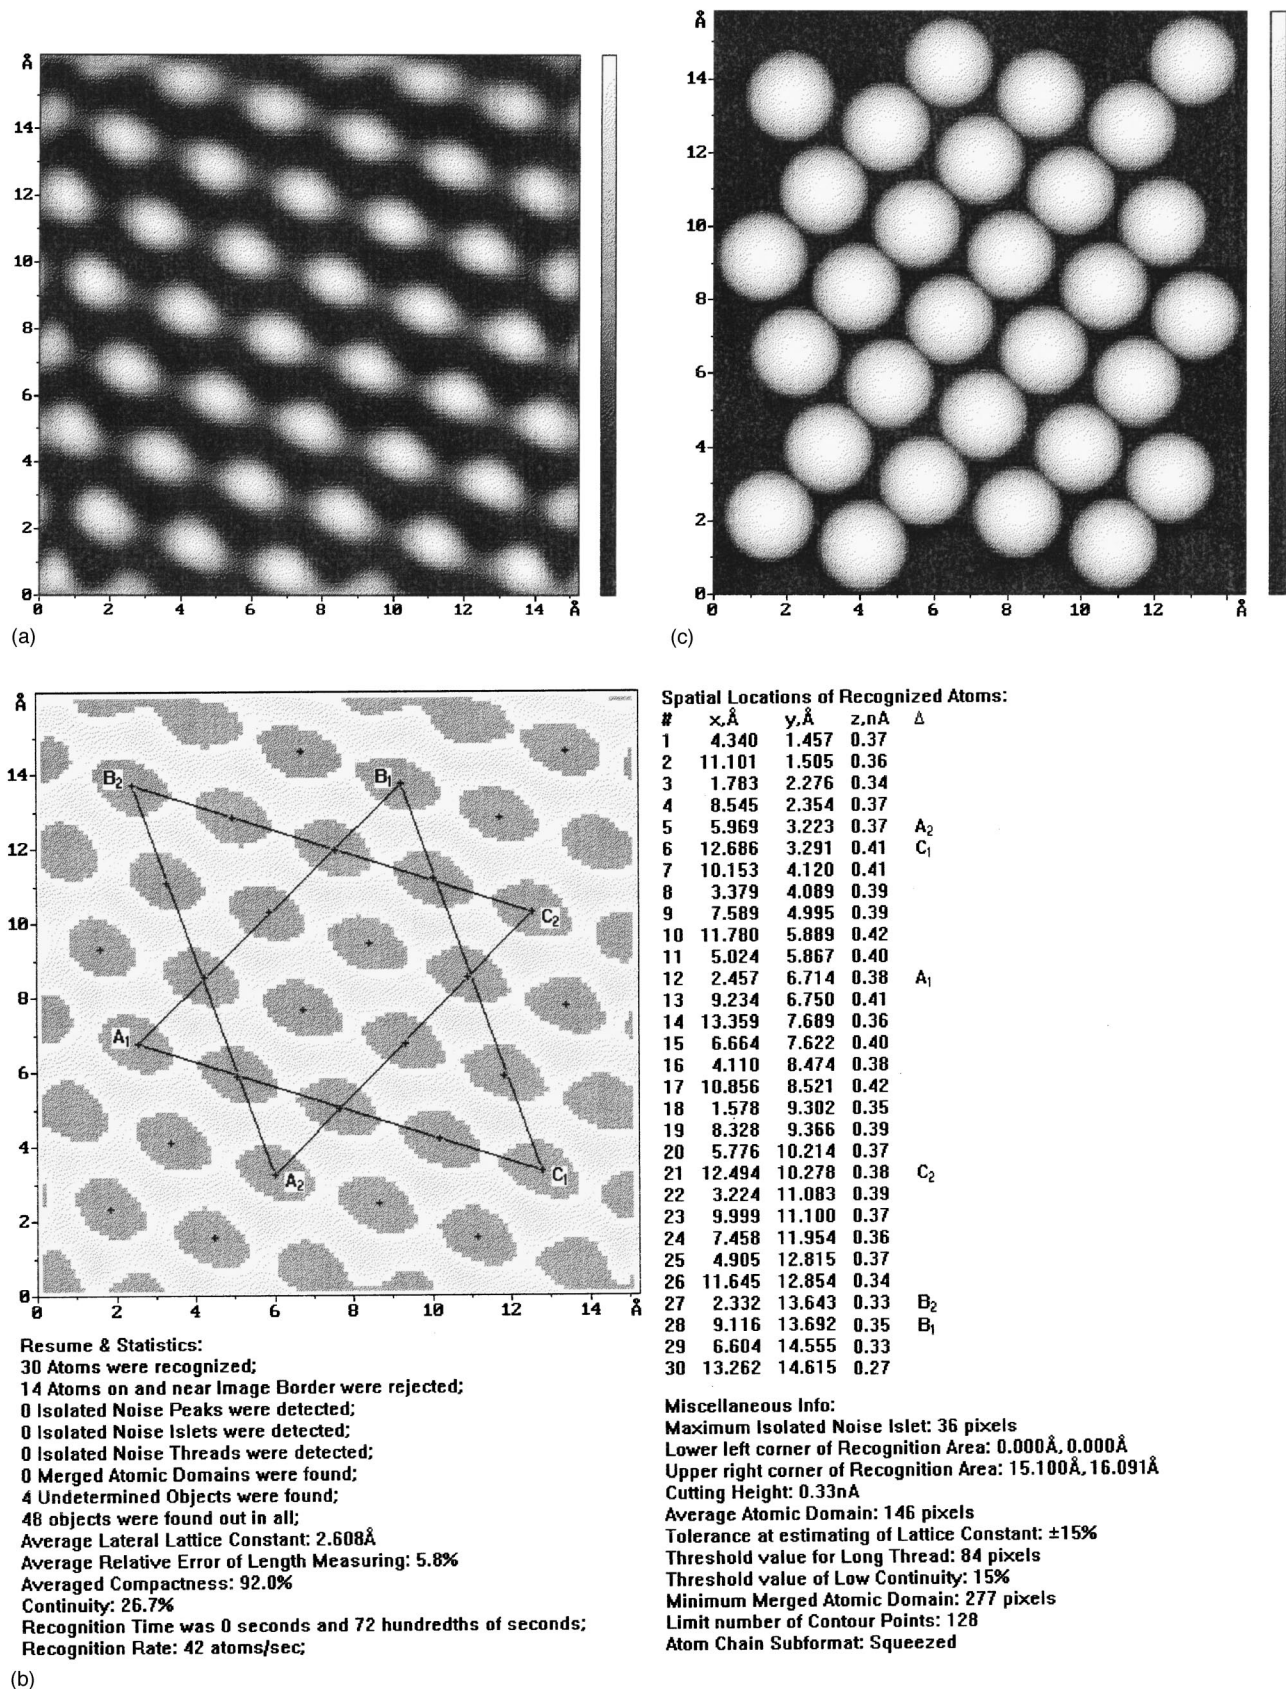 Å
14
12
10
8
6
4
2
0
0 2 4 6 8 10 12 14 Å
(a)
Å
14
12
10
8
6
4
2
0
0 2 4 6 8 10 12 Å
(c)
Å
14
12
10
8
6
4
2
0
0 2 4 6 8 10 12 14 Å
B2
B1
C2
A1
A2
C1
Resume & Statistics:
30 Atoms were recognized;
14 Atoms on and near Image Border were rejected;
0 Isolated Noise Peaks were detected;
0 Isolated Noise Islets were detected;
0 Isolated Noise Threads were detected;
0 Merged Atomic Domains were found;
4 Undetermined Objects were found;
48 objects were found out in all;
Average Lateral Lattice Constant: 2.608Å
Average Relative Error of Length Measuring: 5.8%
Averaged Compactness: 92.0%
Continuity: 26.7%
Recognition Time was 0 seconds and 72 hundredths of seconds;
Recognition Rate: 42 atoms/sec;
(b)
Spatial Locations of Recognized Atoms:
# x,Å y,Å z,nA Δ
1 4.340 1.457 0.37
2 11.101 1.505 0.36
3 1.783 2.276 0.34
4 8.545 2.354 0.37
5 5.969 3.223 0.37 A2
6 12.686 3.291 0.41 C1
7 10.153 4.120 0.41
8 3.379 4.089 0.39
9 7.589 4.995 0.39
10 11.780 5.889 0.42
11 5.024 5.867 0.40
12 2.457 6.714 0.38 A1
13 9.234 6.750 0.41
14 13.359 7.689 0.36
15 6.664 7.622 0.40
16 4.110 8.474 0.38
17 10.856 8.521 0.42
18 1.578 9.302 0.35
19 8.328 9.366 0.39
20 5.776 10.214 0.37
21 12.494 10.278 0.38 C2
22 3.224 11.083 0.39
23 9.999 11.100 0.37
24 7.458 11.954 0.36
25 4.905 12.815 0.37
26 11.645 12.854 0.34
27 2.332 13.643 0.33 B2
28 9.116 13.692 0.35 B1
29 6.604 14.555 0.33
30 13.262 14.615 0.27
Miscellaneous Info:
Maximum Isolated Noise Islet: 36 pixels
Lower left corner of Recognition Area: 0.000Å, 0.000Å
Upper right corner of Recognition Area: 15.100Å, 16.091Å
Cutting Height: 0.33nA
Average Atomic Domain: 146 pixels
Tolerance at estimating of Lattice Constant: ±15%
Threshold value for Long Thread: 84 pixels
Threshold value of Low Continuity: 15%
Minimum Merged Atomic Domain: 277 pixels
Limit number of Contour Points: 128
Atom Chain Subformat: Squeezed